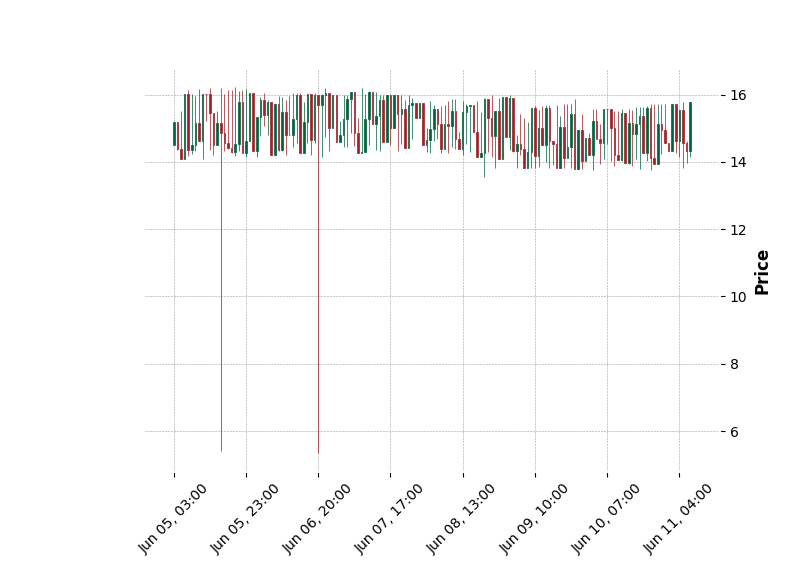 16
14
12
10
8
6
Price
Jun 05, 03:00
Jun 05, 23:00
Jun 06, 20:00
Jun 07, 17:00
Jun 08, 13:00
Jun 09, 10:00
Jun 10, 07:00
Jun 11, 04:00